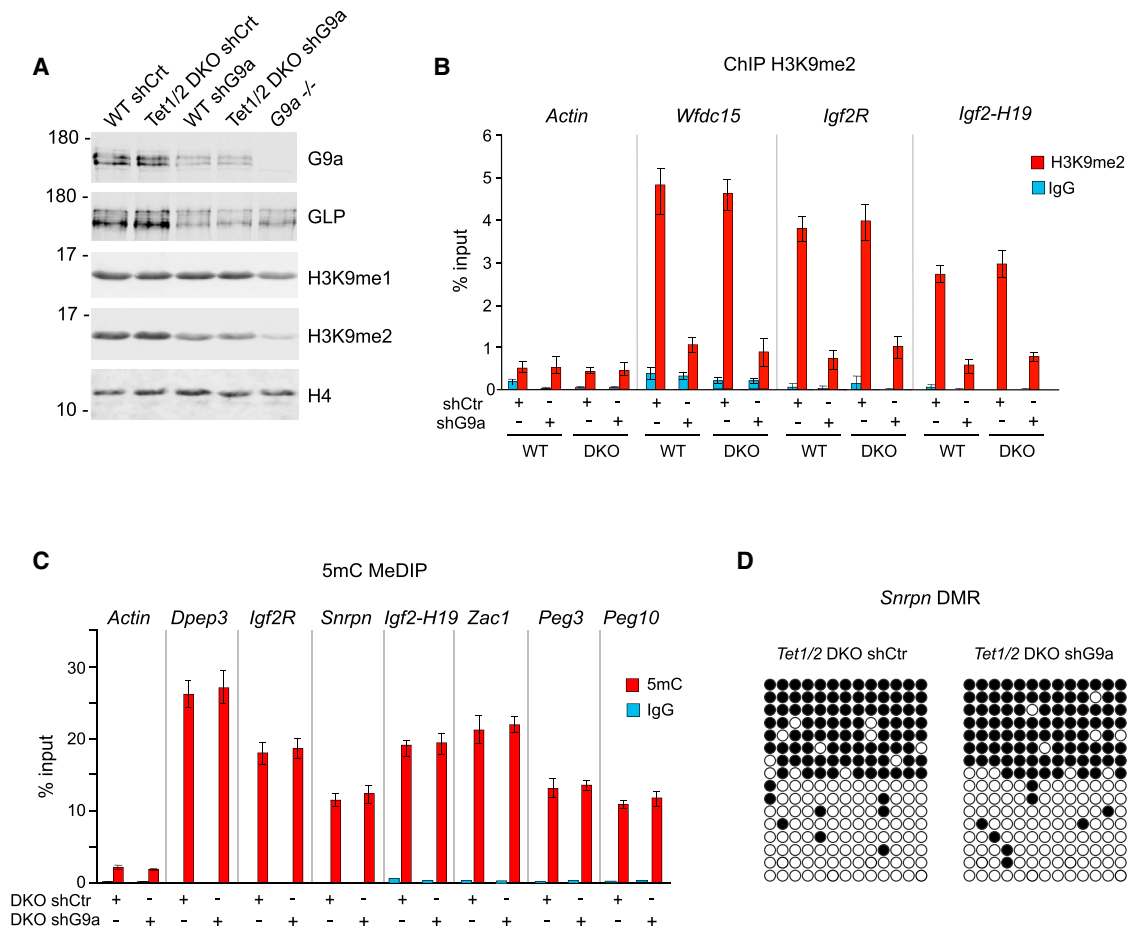 A
WT shCrt
Tet1/2 DKO shCrt
WT shG9a
Tet1/2 DKO shG9a
G9a -/-
180 -
G9a
180 -
GLP
17 -
H3K9me1
17 -
H3K9me2
H4
10 -
B
ChIP H3K9me2
Actin Wfdc15 Igf2R Igf2-H19
6
5
4
3
2
1
0
% input
H3K9me2
IgG
shCtr + - + - + - + - + - + - + - + -
shG9a - + - + - + - + - + - + - + - +
WT DKO WT DKO WT DKO WT DKO
C
5mC MeDIP
Actin Dpep3 Igf2R Snrpn Igf2-H19 Zac1 Peg3 Peg10
30
20
10
0
% input
5mC
IgG
DKO shCtr + - + - + - + - + - + - + - + -
DKO shG9a - + - + - + - + - + - + - + - +
D
Snrpn DMR
Tet1/2 DKO shCtr
Tet1/2 DKO shG9a